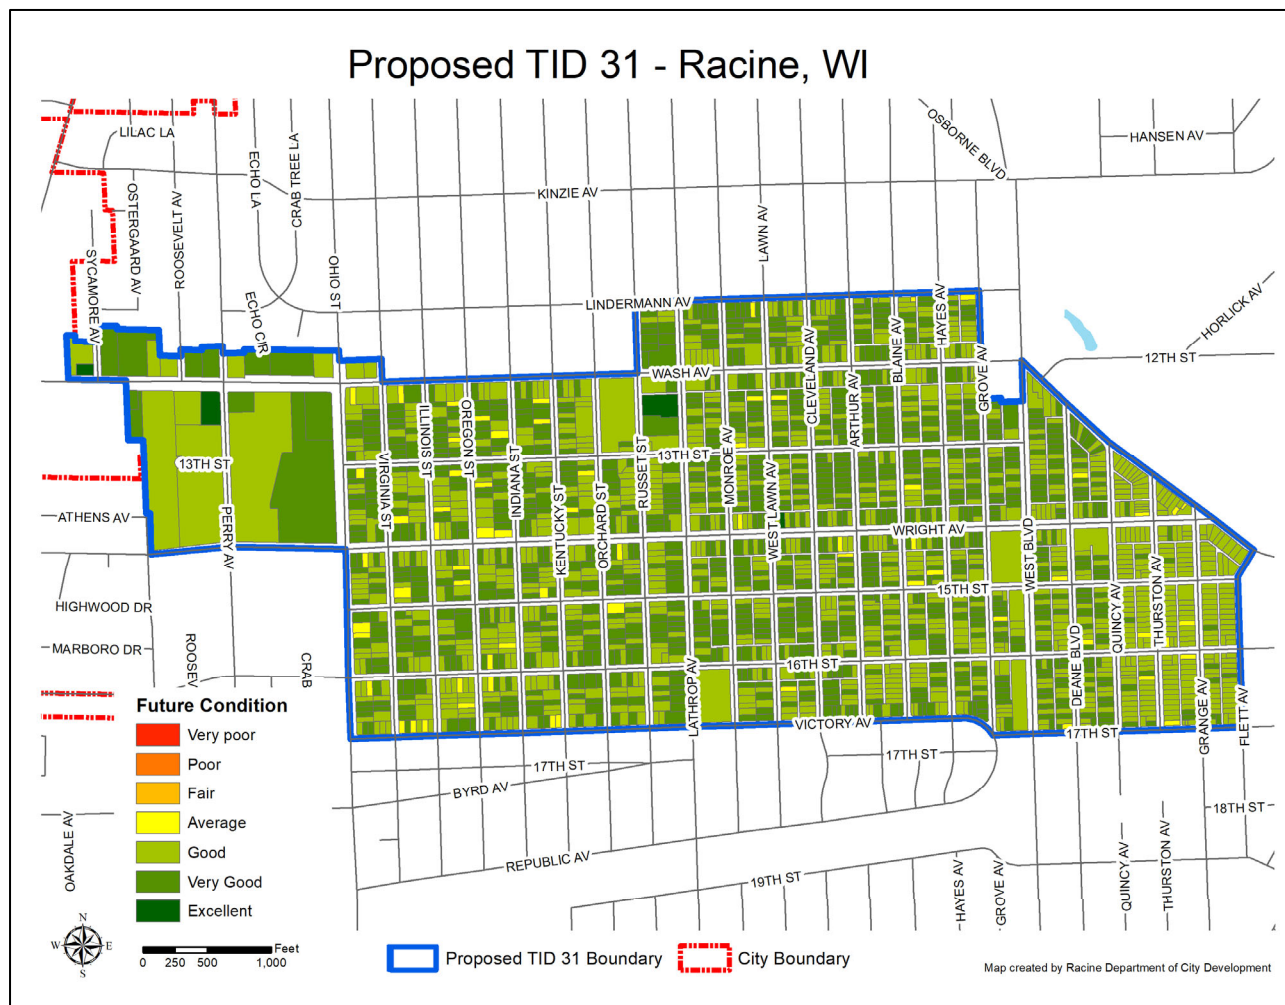 Proposed TID 31 - Racine, WI
LILAC LA
ECHO LA
CRAB TREE LA
OSBORNE BLVD
HANSEN AV
KINZIE AV
OSTERGAARD AV
ROOSEVELT AV
SYCAMORE AV
OHIO ST
LAWN AV
ECHO CIR
LINDERMANN AV
HAYES AV
HORLICK AV
12TH ST
BLAINE AV
CLEVELAND AV
ARTHUR AV
GROVE AV
WASH AV
ILLINOIS ST
OREGON ST
INDIANA ST
VIRGINIA ST
KENTUCKY ST
ORCHARD ST
RUSSET ST
13TH ST
MONROE AV
WEST LAWN AV
13TH ST
PERRY AV
ATHENS AV
WRIGHT AV
WEST BLVD
15TH ST
QUINCY AV
THURSTON AV
HIGHWOOD DR
MARBORO DR
ROOSEV
CRAB
16TH ST
DEANE BLVD
LATHROP AV
VICTORY AV
17TH ST
GRANGE AV
FLETT AV
17TH ST
17TH ST
BYRD AV
REPUBLIC AV
19TH ST
18TH ST
OAKDALE AV
HAYES AV
GROVE AV
QUINCY AV
THURSTON AV
Future Condition
Very poor
Poor
Fair
Average
Good
Very Good
Excellent
N
W E
S
Feet
0 250 500 1,000
Proposed TID 31 Boundary
City Boundary
Map created by Racine Department of City Development